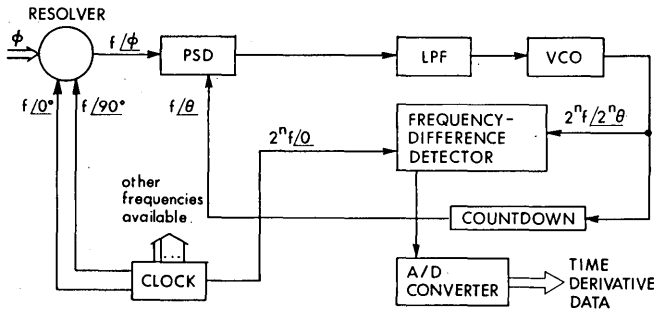 RESOLVER
ϕ
f/ϕ
PSD
LPF
VCO
f/0°
f/90°
f/θ
2ⁿf/0
FREQUENCY-
DIFFERENCE
DETECTOR
2ⁿf/2ⁿθ
other
frequencies
available.
...
COUNTDOWN
CLOCK
A/D
CONVERTER
TIME
DERIVATIVE
DATA